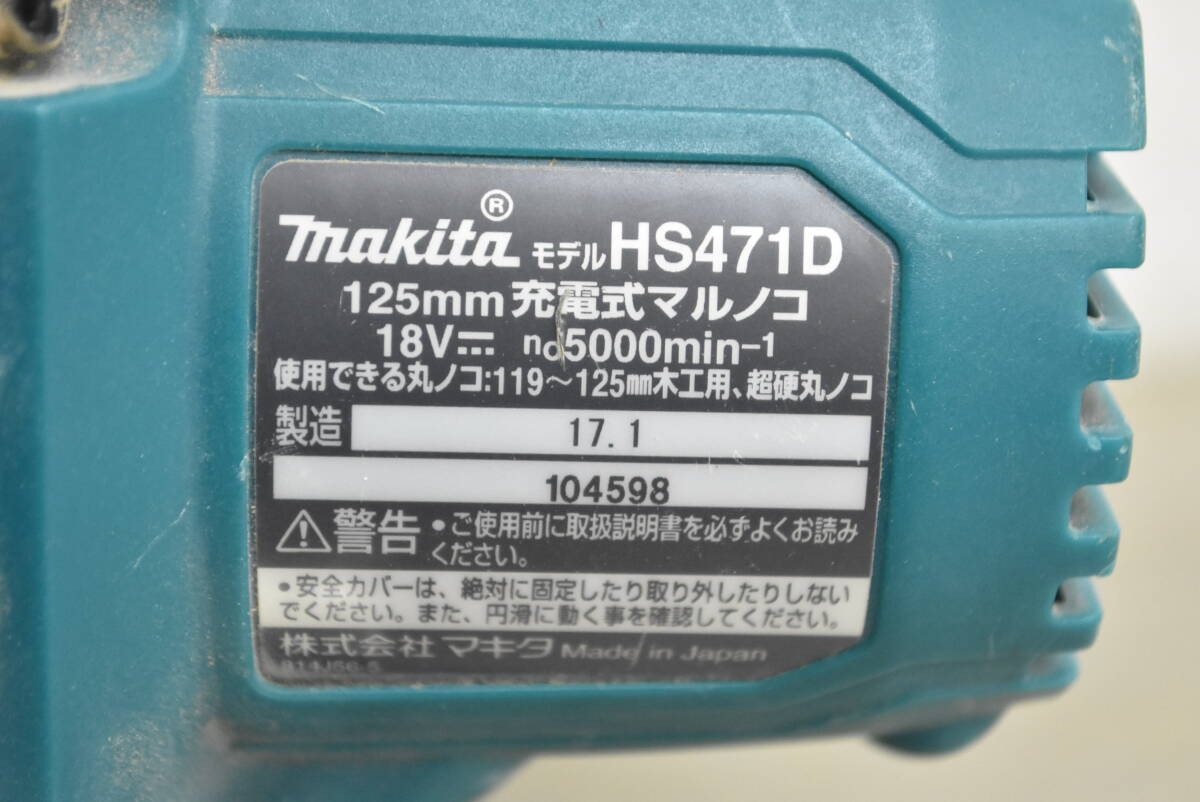 makita® モデル HS471D
125mm 充電式マルノコ
18V⎓ n₀5000min⁻¹
使用できる丸ノコ:119～125㎜木工用、超硬丸ノコ
製造 17.1
104598
⚠警告 •ご使用前に取扱説明書を必ずよくお読み
ください。
•安全カバーは、絶対に固定したり取り外したりしない
でください。また、円滑に動く事を確認してください。
株式会社 マキタ Made in Japan
814J56-5